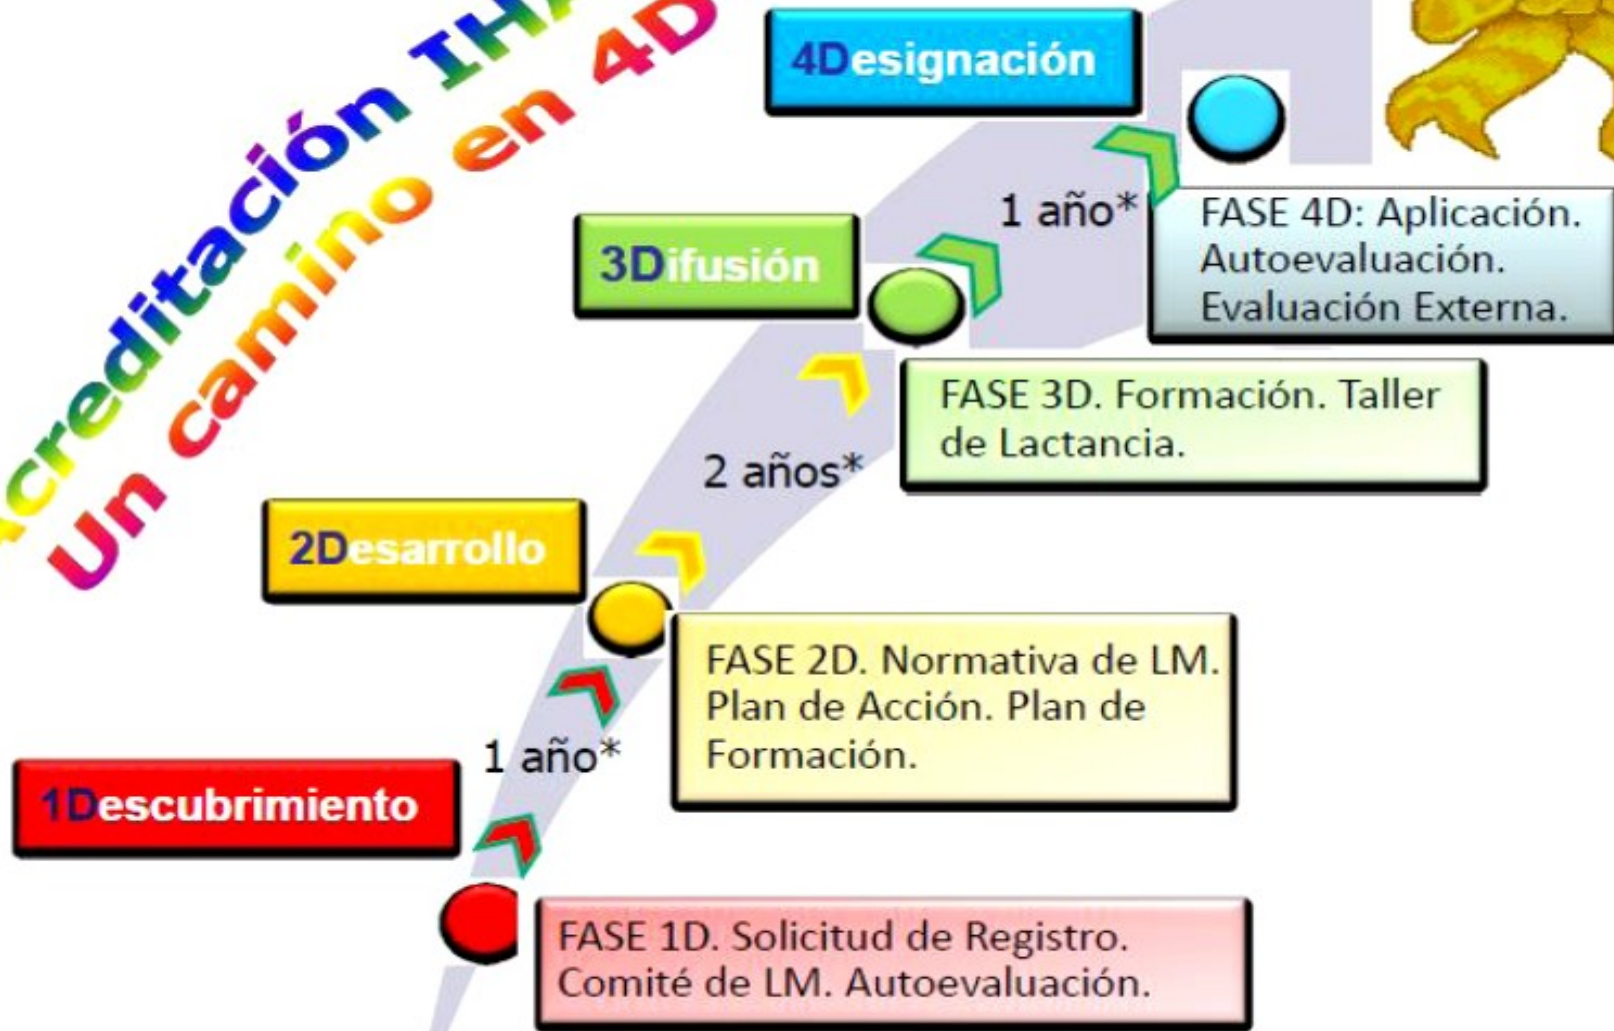 Acreditación IHA
Un camino en 4D
4Designación
1 año*
FASE 4D: Aplicación.
Autoevaluación.
Evaluación Externa.
3Difusión
FASE 3D. Formación. Taller
de Lactancia.
2 años*
2Desarrollo
FASE 2D. Normativa de LM.
Plan de Acción. Plan de
Formación.
1 año*
1Descubrimiento
FASE 1D. Solicitud de Registro.
Comité de LM. Autoevaluación.